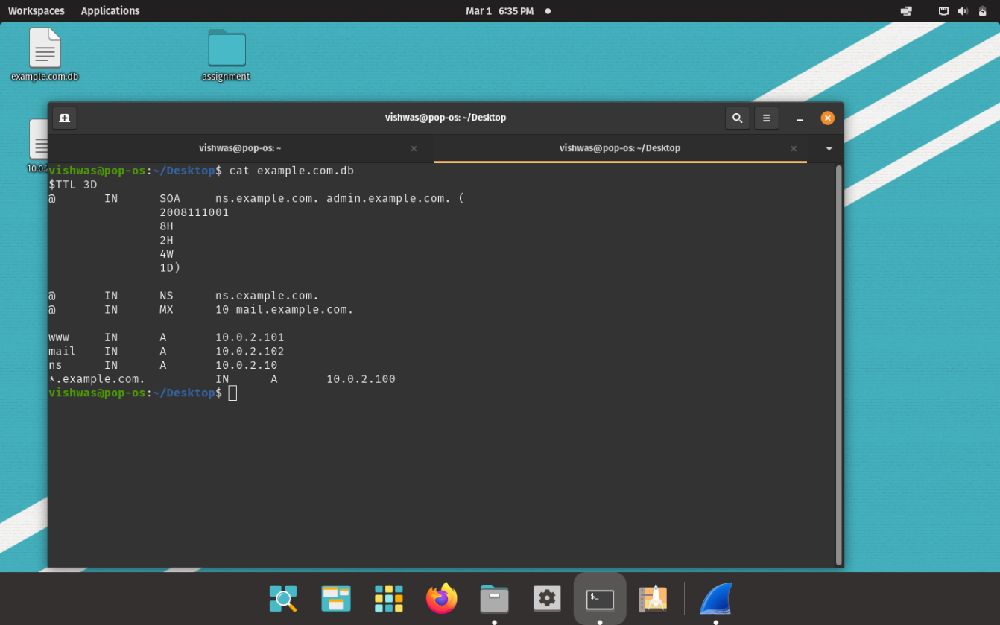 Workspaces Applications Mar 1 6:35 PM
example.com.db
assignment
10.0.2
vishwas@pop-os: ~/Desktop
vishwas@pop-os: ~ × vishwas@pop-os: ~/Desktop ×
vishwas@pop-os:~/Desktop$ cat example.com.db
$TTL 3D
@ IN SOA ns.example.com. admin.example.com. (
2008111001
8H
2H
4W
1D)
@ IN NS ns.example.com.
@ IN MX 10 mail.example.com.
www IN A 10.0.2.101
mail IN A 10.0.2.102
ns IN A 10.0.2.10
*.example.com. IN A 10.0.2.100
vishwas@pop-os:~/Desktop$
$_